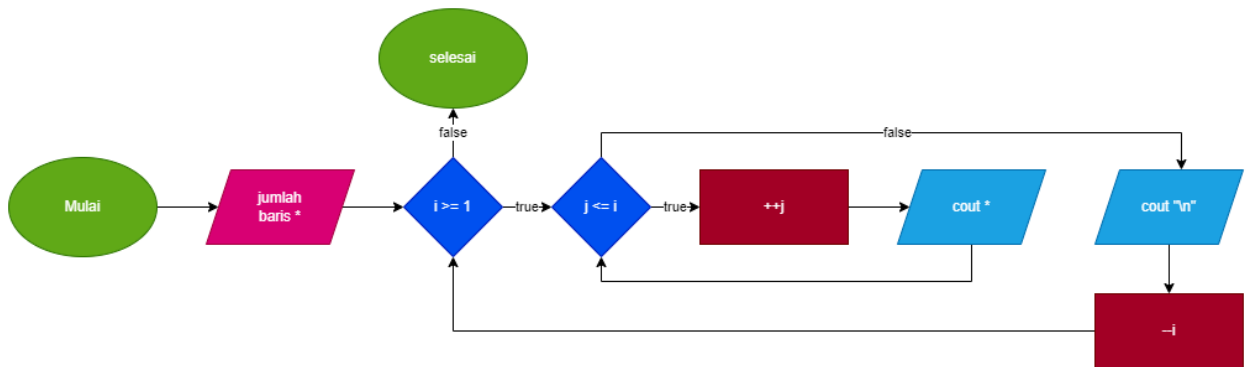 selesai
false
false
Mulai
jumlah
baris *
i >= 1
true
j <= i
true
++j
cout *
cout "\n"
--i